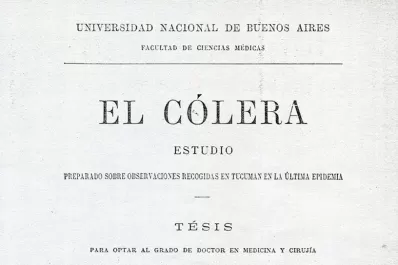 UNIVERSIDAD NACIONAL DE BUENOS AIRES
FACULTAD DE CIENCIAS MÉDICAS
EL CÓLERA
ESTUDIO
PREPARADO SOBRE OBSERVACIONES RECOGIDAS EN TUCUMAN EN LA ÚLTIMA EPIDEMIA
TÉSIS
PARA OPTAR AL GRADO DE DOCTOR EN MEDICINA Y CIRUJÍA